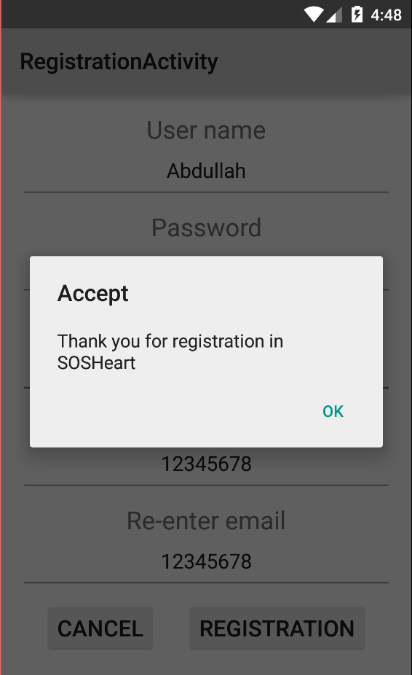 4:48
RegistrationActivity
User name
Abdullah
Password
Accept
Thank you for registration in
SOSHeart
OK
12345678
Re-enter email
12345678
CANCEL REGISTRATION